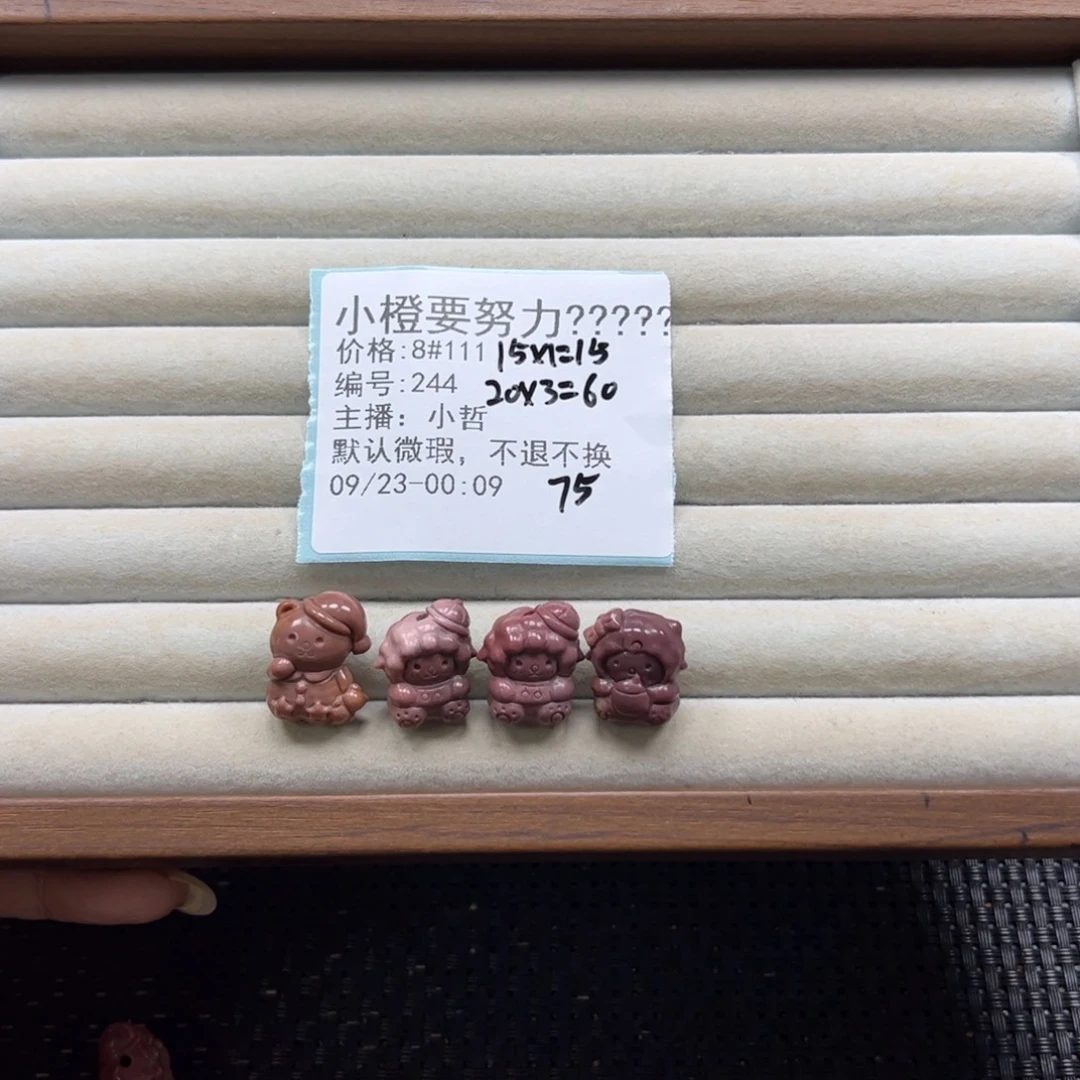 小橙要努力?????
价格:8#111 15x1=15
编号:244 20x3=60
主播：小哲
默认微瑕，不退不换
09/23-00:09 75